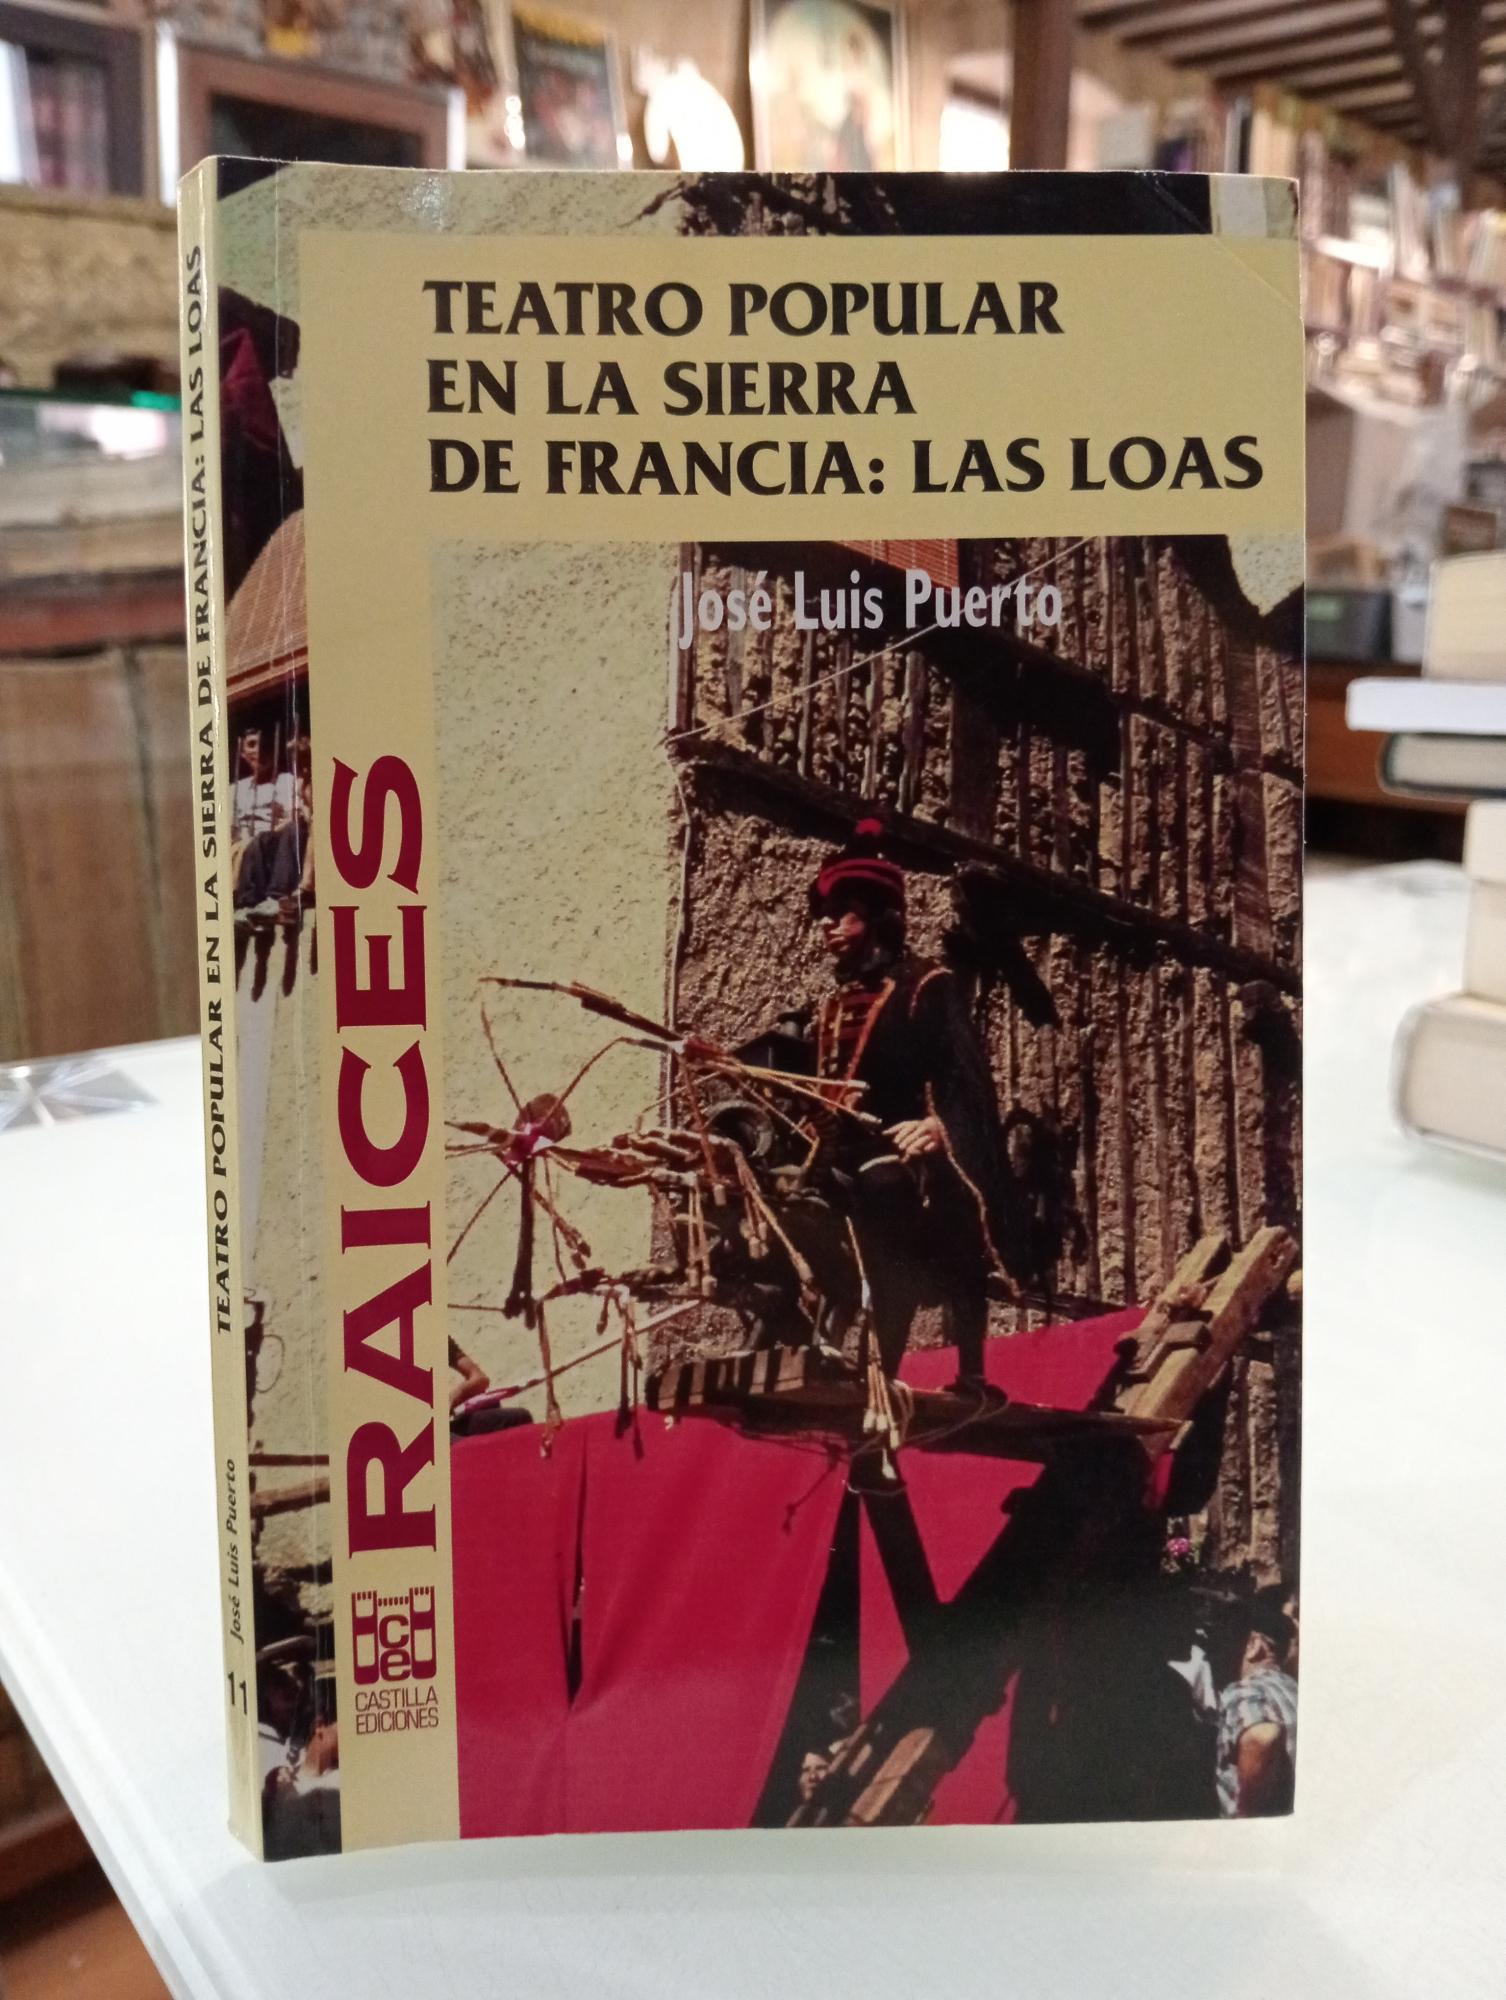 TEATRO POPULAR
EN LA SIERRA
DE FRANCIA: LAS LOAS
José Luis Puerto
RAICES
ce
CASTILLA
EDICIONES
TEATRO POPULAR EN LA SIERRA DE FRANCIA: LAS LOAS
José Luis Puerto
11